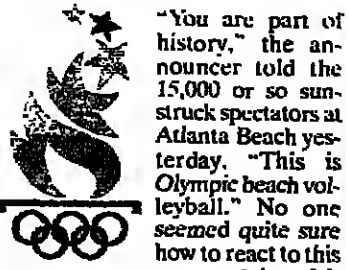 "You are part of
history," the an-
nouncer told the
15,000 or so sun-
struck spectators at
Atlanta Beach yes-
terday, "This is
Olympic beach vol-
leyball." No one
seemed quite sure
how to react to this